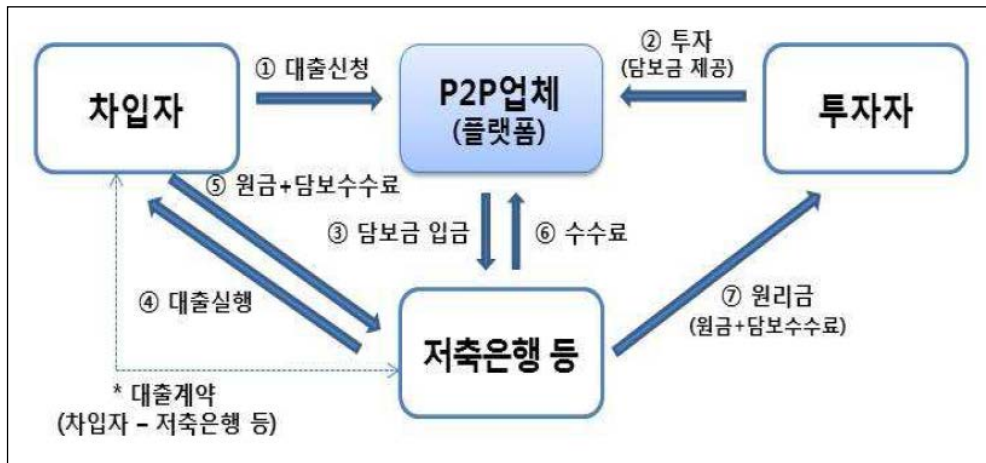 ① 대출신청
② 투자
(담보금 제공)
차입자
P2P업체
(플랫폼)
투자자
⑤ 원금+담보수수료
③ 담보금 입금
⑥ 수수료
④ 대출실행
⑦ 원리금
(원금+담보수수료)
저축은행 등
* 대출계약
(차입자 – 저축은행 등)